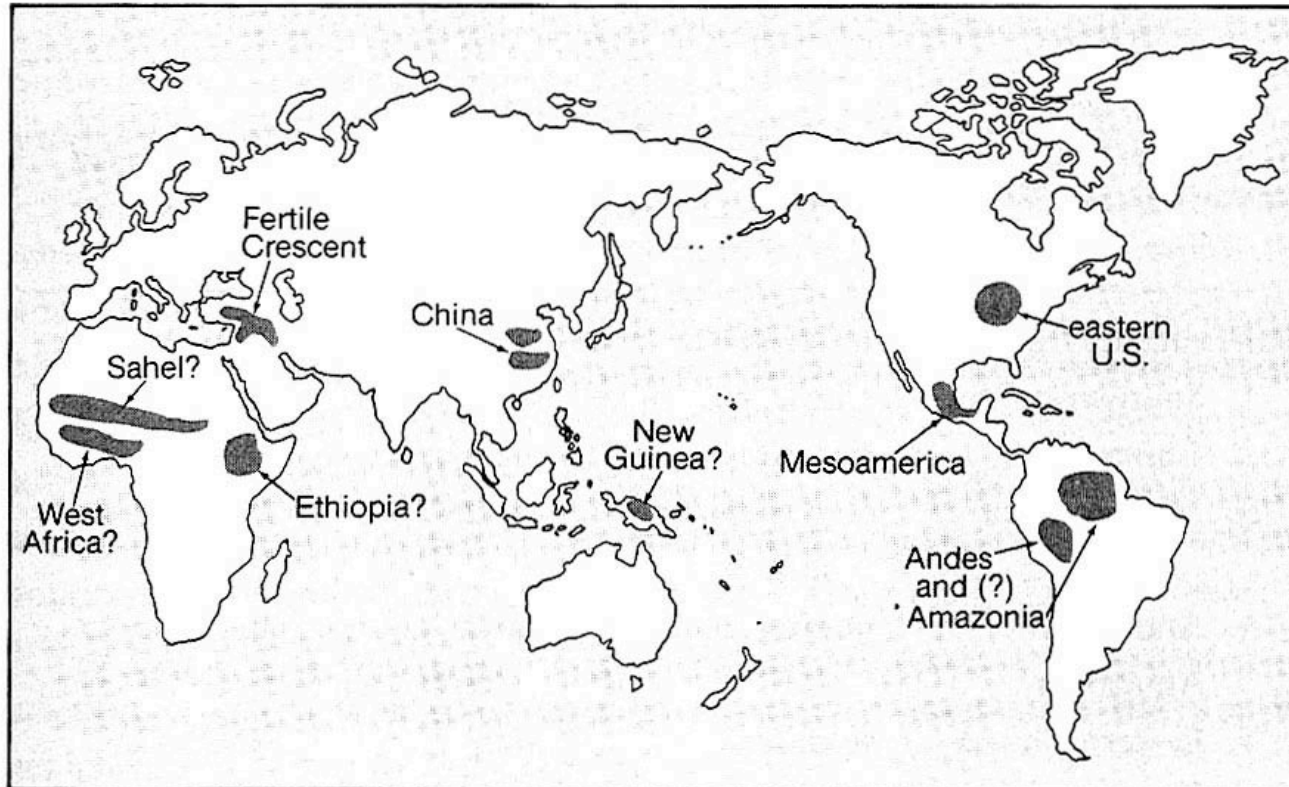 Fertile
Crescent
China
eastern
U.S.
Sahel?
New
Guinea?
Mesoamerica
West
Africa?
Ethiopia?
Andes
and (?)
Amazonia